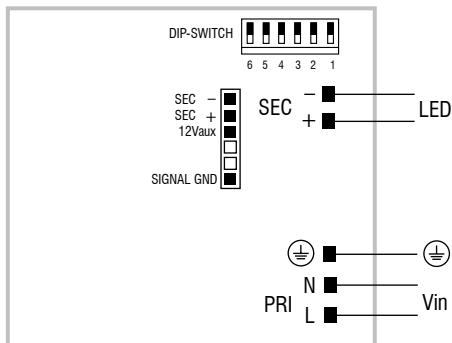 DIP-SWITCH
6 5 4 3 2 1
SEC -
SEC +
12Vaux
SIGNAL GND
SEC
-
+
LED
PRI
N
L
Vin